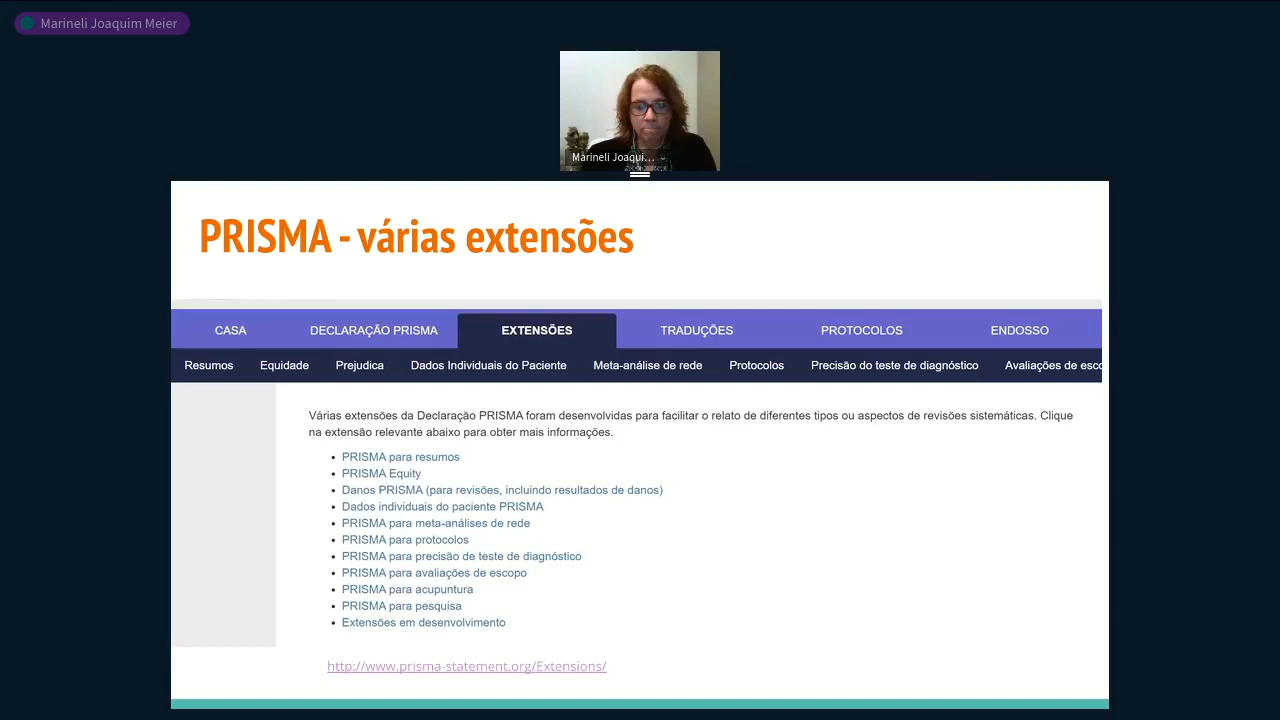 Marineli Joaquim Meier
Marineli Joaqui...
PRISMA - várias extensões
CASA DECLARAÇÃO PRISMA EXTENSÕES TRADUÇÕES PROTOCOLOS ENDOSSO
Resumos Equidade Prejudica Dados Individuais do Paciente Meta-análise de rede Protocolos Precisão do teste de diagnóstico Avaliações de esco
Várias extensões da Declaração PRISMA foram desenvolvidas para facilitar o relato de diferentes tipos ou aspectos de revisões sistemáticas. Clique
na extensão relevante abaixo para obter mais informações.
• PRISMA para resumos
• PRISMA Equity
• Danos PRISMA (para revisões, incluindo resultados de danos)
• Dados individuais do paciente PRISMA
• PRISMA para meta-análises de rede
• PRISMA para protocolos
• PRISMA para precisão de teste de diagnóstico
• PRISMA para avaliações de escopo
• PRISMA para acupuntura
• PRISMA para pesquisa
• Extensões em desenvolvimento
http://www.prisma-statement.org/Extensions/